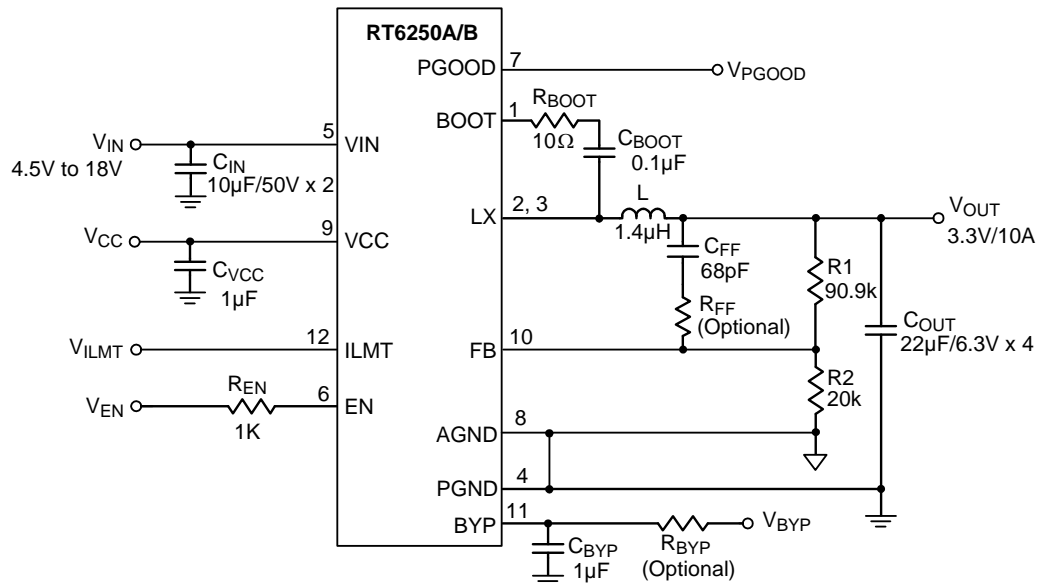 RT6250A/B
PGOOD
7
VPGOOD
BOOT
1
RBOOT
10Ω
CBOOT
0.1µF
VIN
4.5V to 18V
5
VIN
CIN
10µF/50V x 2
LX
2, 3
L
1.4µH
VOUT
3.3V/10A
VCC
9
VCC
CVCC
1µF
CFF
68pF
R1
90.9k
RFF
(Optional)
COUT
22µF/6.3V x 4
VILMT
12
ILMT
FB
10
VEN
REN
1K
6
EN
R2
20k
AGND
8
PGND
4
BYP
11
CBYP
1µF
RBYP
(Optional)
VBYP